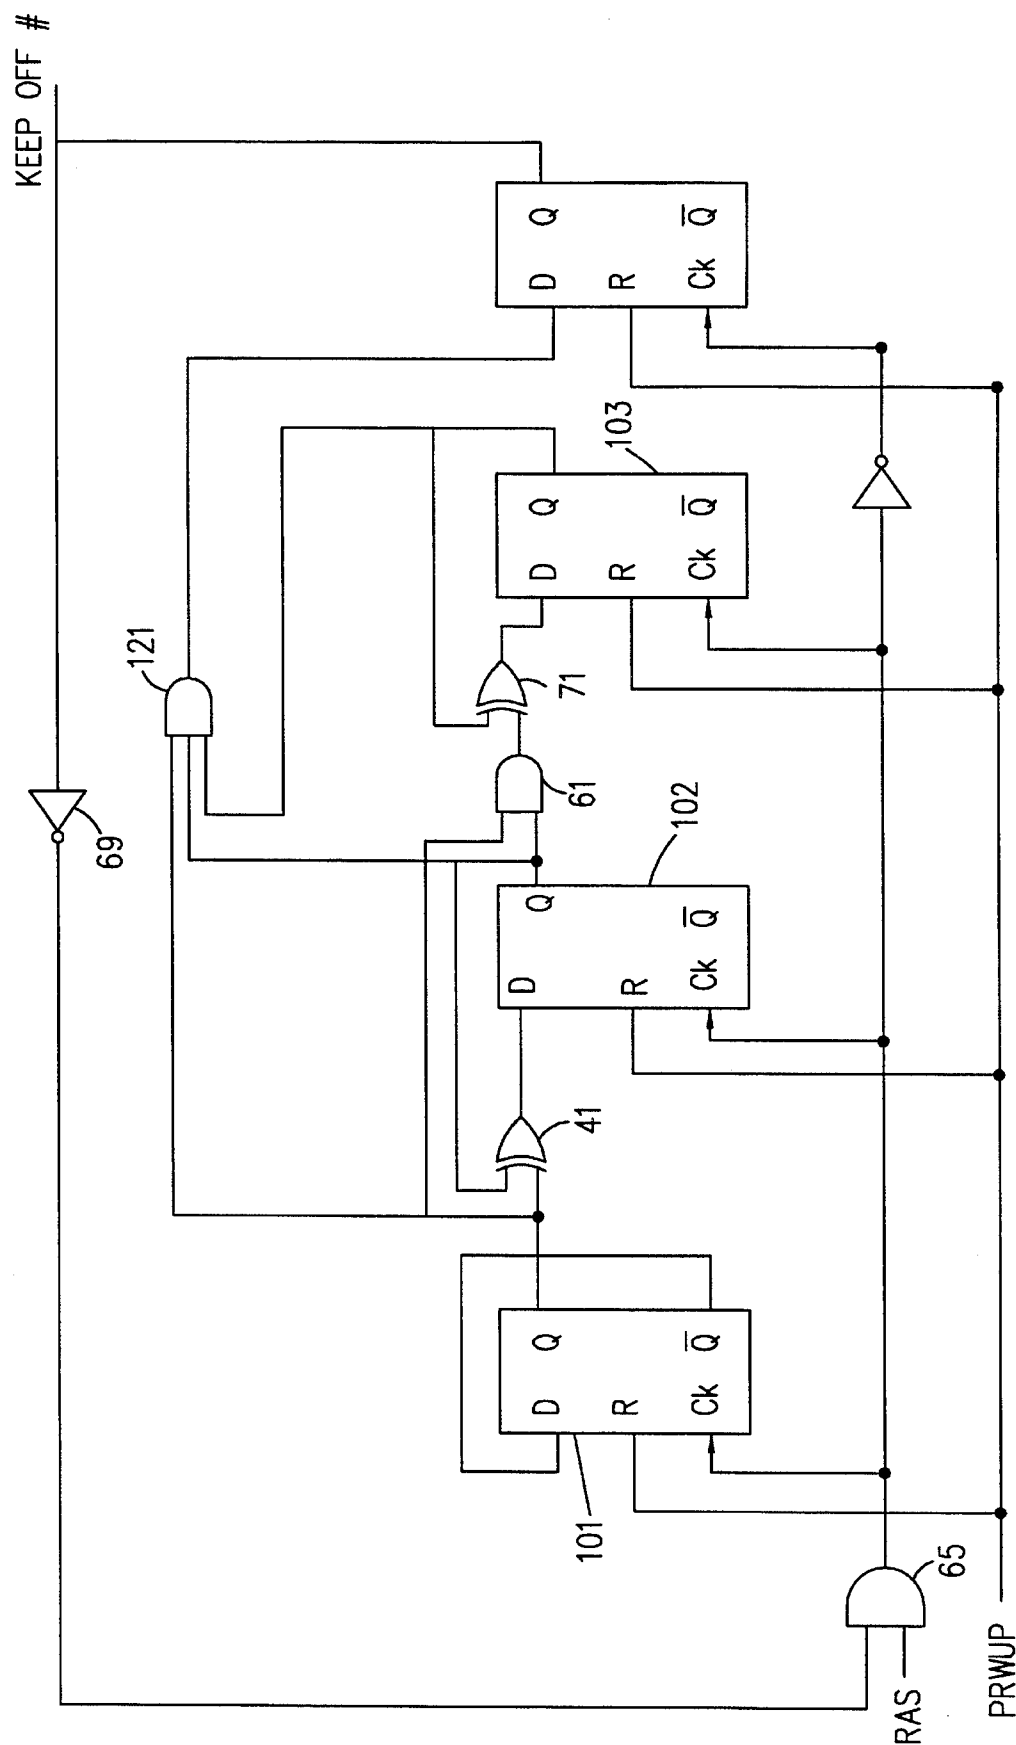 KEEP OFF #
69
121
D Q
R
Ck Q̅
101
41
D Q
R
Ck Q̅
102
61
71
D Q
R
Ck Q̅
103
D Q
R
Ck Q̅
65
RAS
PRWUP